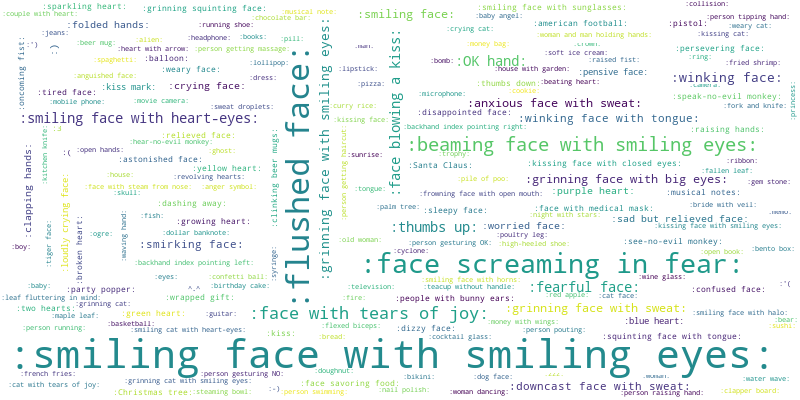 :sparkling heart:
:grinning squinting face:
:musical note:
:couple with heart:
:chocolate bar:
:smiling face:
:smiling face with sunglasses:
:collision:
:folded hands:
:running shoe:
:baby angel:
:american football:
:pistol:
:person tipping hand:
:jeans:
:crying cat:
:woman and man holding hands:
:weary cat:
:kissing cat:
:oncoming fist:
:')
:)
:beer mug:
:alien:
:headphone:
:books:
:pill:
:money bag:
:crown:
:heart with arrow:
:person getting massage:
:soft ice cream:
:raised fist:
:persevering face:
:spaghetti:
:balloon:
:lollipop:
:bomb:
:OK hand:
:house with garden:
:ring:
:fried shrimp:
:weary face:
:lipstick:
:pensive face:
:winking face:
:anguished face:
:kiss mark:
:crying face:
:dress:
:pizza:
:thumbs down:
:beating heart:
:camera:
:tired face:
:microphone:
:cookie:
:speak-no-evil monkey:
:princess:
:mobile phone:
:movie camera:
:sweat droplets:
:curry rice:
:anxious face with sweat:
:fork and knife:
:smiling face with heart-eyes:
:kissing face:
:disappointed face:
:winking face with tongue:
:backhand index pointing right:
:raising hands:
:kitchen knife:
:relieved face:
:hear-no-evil monkey:
:beaming face with smiling eyes:
:clapping hands:
:(
:open hands:
:ghost:
:sunrise:
:trophy:
:astonished face:
:Santa Claus:
:kissing face with closed eyes:
:ribbon:
:yellow heart:
:fallen leaf:
:house:
:revolving hearts:
:pile of poo:
:grinning face with big eyes:
:gem stone:
:face with steam from nose:
:anger symbol:
:tongue:
:frowning face with open mouth:
:purple heart:
:musical notes:
:skull:
:loudly crying face:
:dashing away:
:palm tree:
:sleepy face:
:face with medical mask:
:bride with veil:
:fish:
:growing heart:
:night with stars:
:sad but relieved face:
:memo:
:ogre:
:dollar banknote:
:thumbs up:
:worried face:
:kissing face with smiling eyes:
:poultry leg:
:boy:
:tiger face:
:broken heart:
:waving hand:
:smirking face:
:old woman:
:person gesturing OK:
:high-heeled shoe:
:see-no-evil monkey:
:cyclone:
:open book:
:bento box:
:backhand index pointing left:
:face screaming in fear:
:eyes:
:confetti ball:
:syringe:
:clinking beer mugs:
:flushed face:
:grinning face with smiling eyes:
:person getting haircut:
:face blowing a kiss:
:smiling face with horns:
:wine glass:
:baby:
:party popper:
^.^
:birthday cake:
:television:
:teacup without handle:
:fearful face:
:confused face:
:'(
:leaf fluttering in wind:
:wrapped gift:
:fire:
:people with bunny ears:
:red apple:
:cat face:
:grinning cat:
:two hearts:
:maple leaf:
:green heart:
:guitar:
:face with tears of joy:
:grinning face with sweat:
:smiling face with halo:
:person running:
:basketball:
:flexed biceps:
:money with wings:
:blue heart:
:bear:
:sushi:
:smiling cat with heart-eyes:
:kiss:
:dizzy face:
:person pouting:
:bread:
:cocktail glass:
:squinting face with tongue:
:smiling face with smiling eyes:
:french fries:
:person gesturing NO:
:doughnut:
:bikini:
:dog face:
:woman:
:water wave:
:cat with tears of joy:
:grinning cat with smiling eyes:
:face savoring food:
:downcast face with sweat:
:Christmas tree:
:steaming bowl:
:-)
:person swimming:
:nail polish:
:woman dancing:
:person raising hand:
:clapper board: